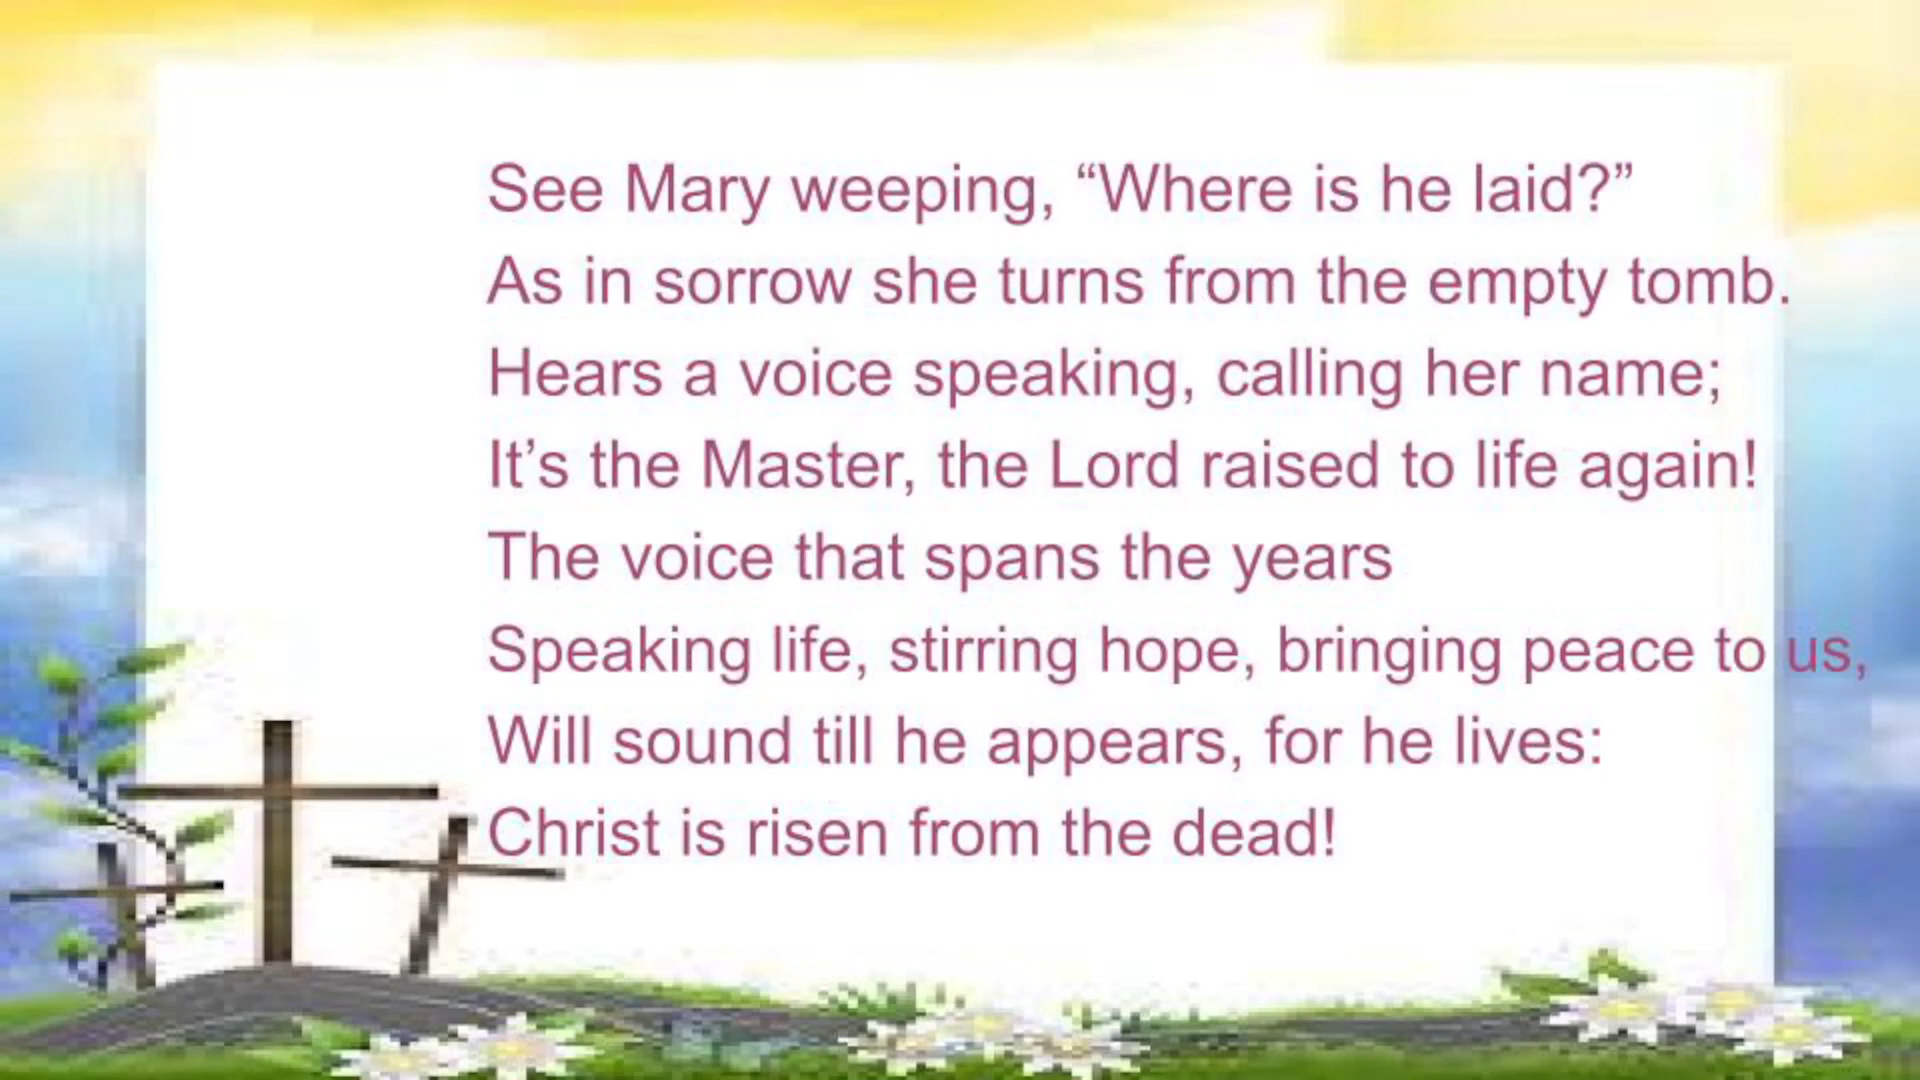 See Mary weeping, “Where is he laid?”
As in sorrow she turns from the empty tomb.
Hears a voice speaking, calling her name;
It’s the Master, the Lord raised to life again!
The voice that spans the years
Speaking life, stirring hope, bringing peace to us,
Will sound till he appears, for he lives:
Christ is risen from the dead!